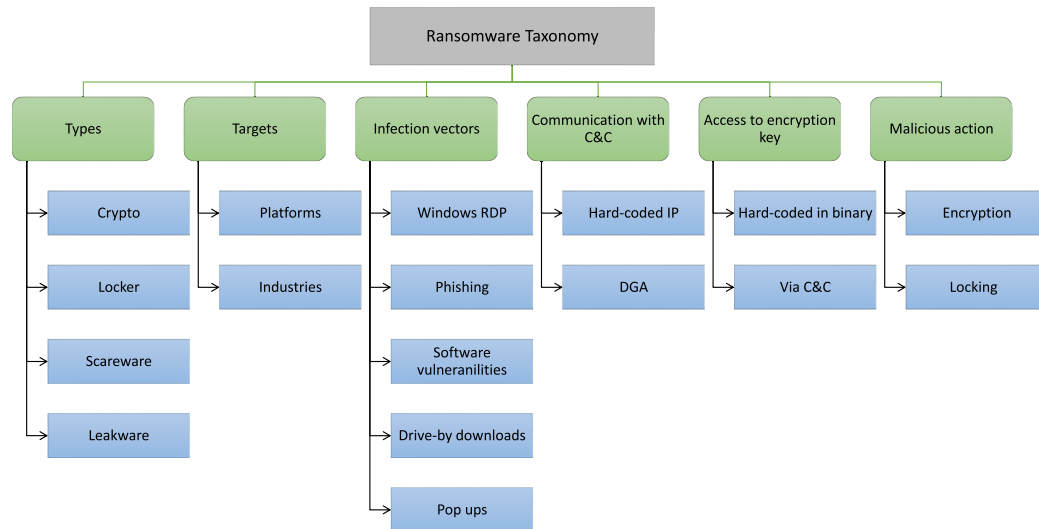 Ransomware Taxonomy
Types
Targets
Infection vectors
Communication with
C&C
Access to encryption
key
Malicious action
Crypto
Platforms
Windows RDP
Hard-coded IP
Hard-coded in binary
Encryption
Locker
Industries
Phishing
DGA
Via C&C
Locking
Scareware
Software
vulneranilities
Leakware
Drive-by downloads
Pop ups